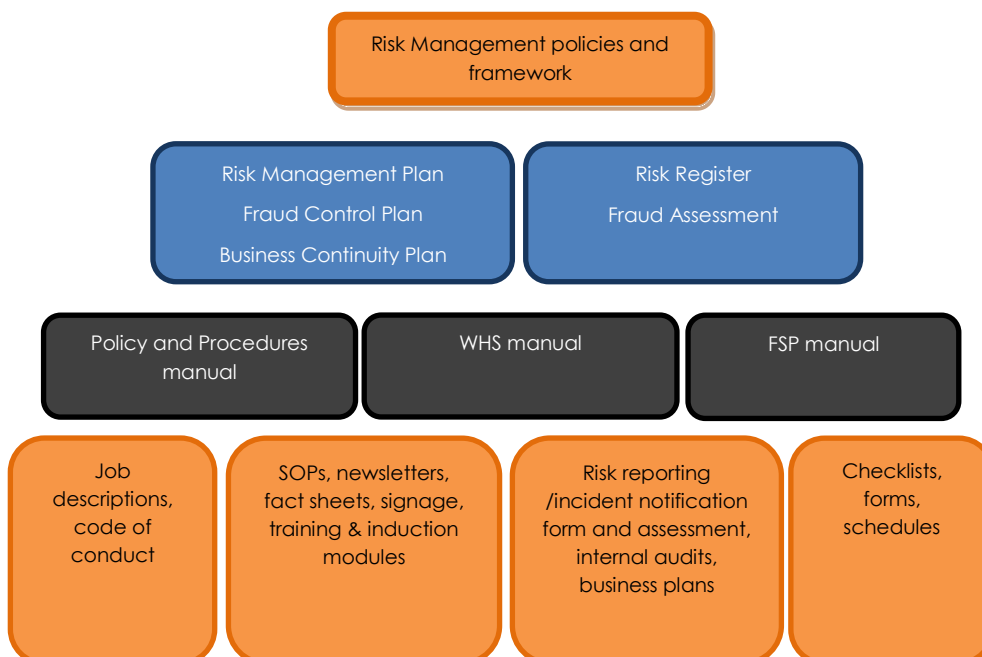 Risk Management policies and
framework
Risk Management Plan
Fraud Control Plan
Business Continuity Plan
Risk Register
Fraud Assessment
Policy and Procedures
manual
WHS manual
FSP manual
Job
descriptions,
code of
conduct
SOPs, newsletters,
fact sheets, signage,
training & induction
modules
Risk reporting
/incident notification
form and assessment,
internal audits,
business plans
Checklists,
forms,
schedules